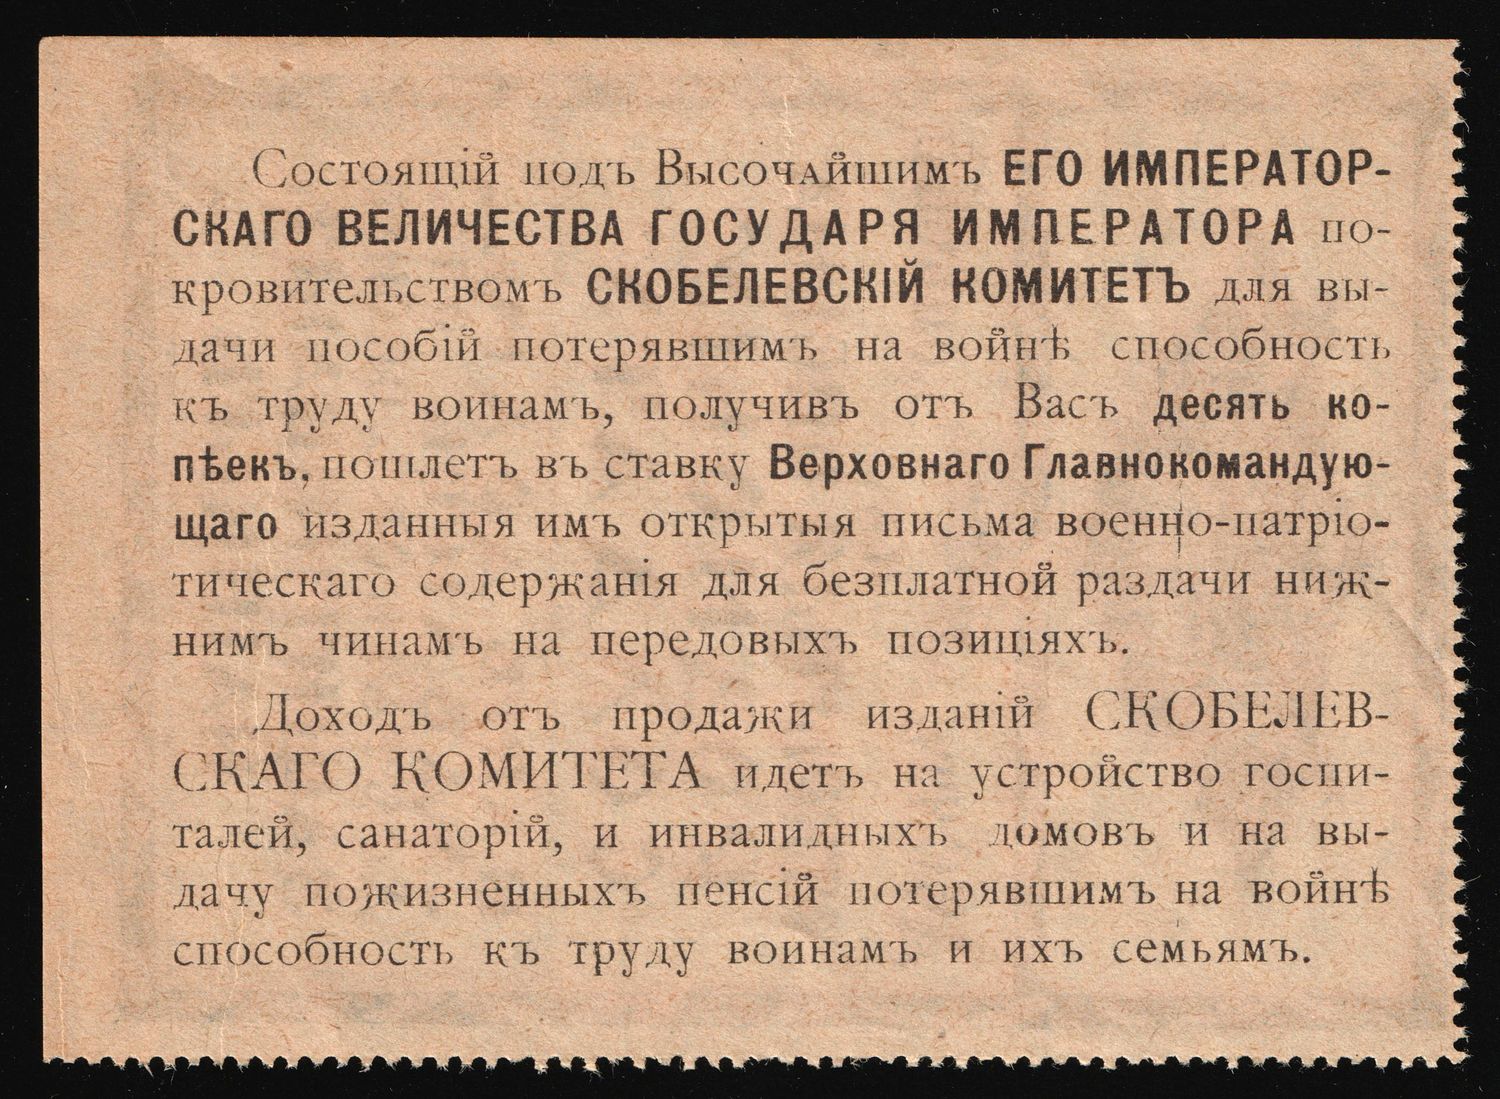 Состоящій подъ Высочайшимъ ЕГО ИМПЕРАТОР-
СКАГО ВЕЛИЧЕСТВА ГОСУДАРЯ ИМПЕРАТОРА по-
кровительствомъ СКОБЕЛЕВСКІЙ КОМИТЕТЪ для вы-
дачи пособій потерявшимъ на войнѣ способность
къ труду воинамъ, получивъ отъ Васъ десять ко-
пѣекъ, пошлетъ въ ставку Верховнаго Главнокомандую-
щаго изданныя имъ открытыя письма военно-патріо-
тическаго содержанія для безплатной раздачи ниж-
нимъ чинамъ на передовыхъ позиціяхъ.
Доходъ отъ продажи изданій СКОБЕЛЕВ-
СКАГО КОМИТЕТА идетъ на устройство госпи-
талей, санаторій, и инвалидныхъ домовъ и на вы-
дачу пожизненныхъ пенсій потерявшимъ на войнѣ
способность къ труду воинамъ и ихъ семьямъ.